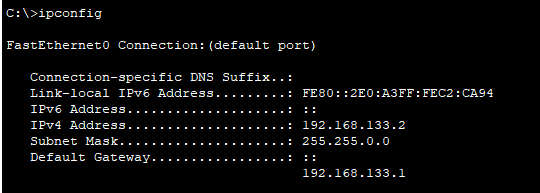 C:\>ipconfig
FastEthernet0 Connection:(default port)
Connection-specific DNS Suffix..:
Link-local IPv6 Address.........: FE80::2E0:A3FF:FEC2:CA94
IPv6 Address....................: ::
IPv4 Address....................: 192.168.133.2
Subnet Mask.....................: 255.255.0.0
Default Gateway.................: ::
192.168.133.1